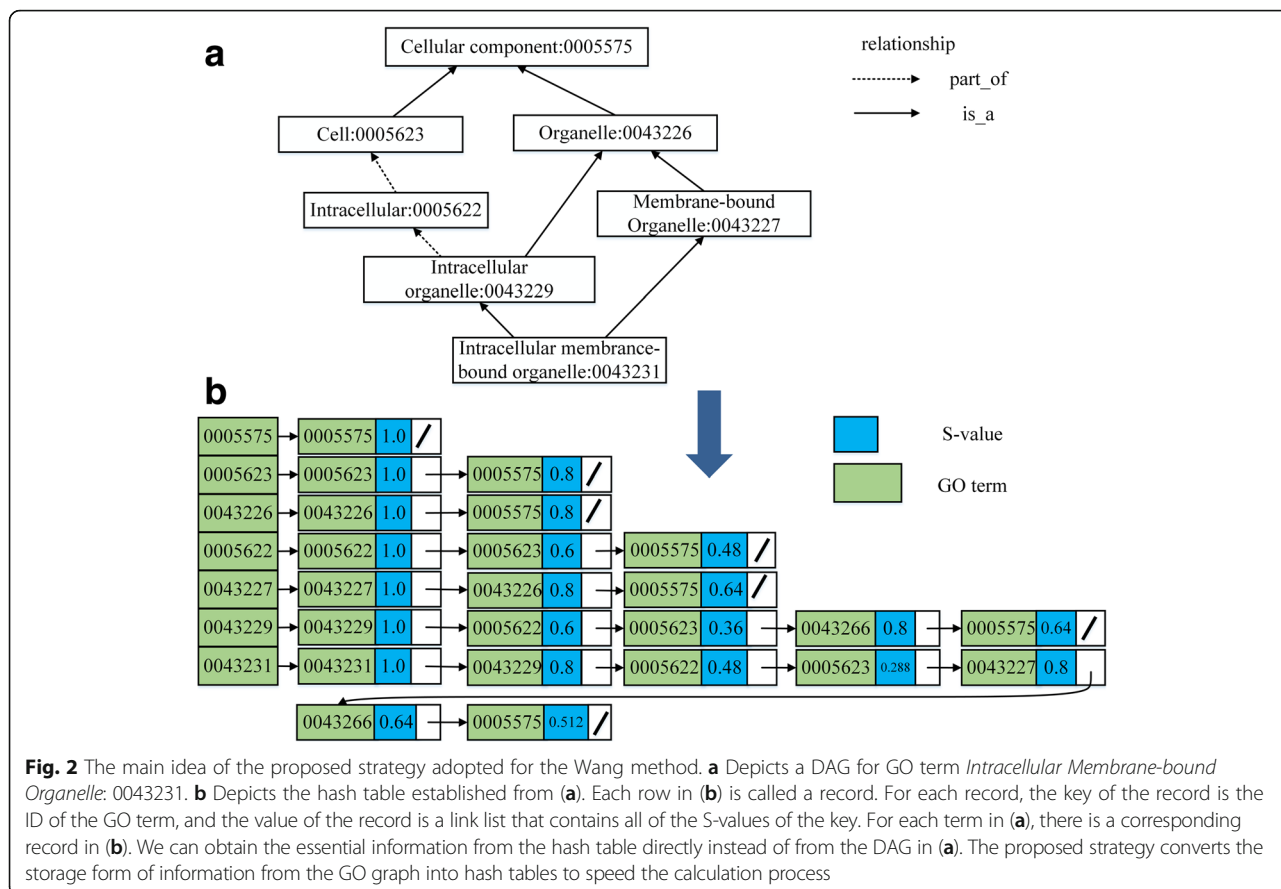 a
Cellular component:0005575
relationship
part_of
is_a
Cell:0005623
Organelle:0043226
Intracellular:0005622
Membrane-bound
Organelle:0043227
Intracellular
organelle:0043229
Intracellular membrance-
bound organelle:0043231
b
0005575 0005575 1.0
0005623 0005623 1.0 0005575 0.8
0043226 0043226 1.0 0005575 0.8
0005622 0005622 1.0 0005623 0.6 0005575 0.48
0043227 0043227 1.0 0043226 0.8 0005575 0.64
0043229 0043229 1.0 0005622 0.6 0005623 0.36 0043266 0.8 0005575 0.64
0043231 0043231 1.0 0043229 0.8 0005622 0.48 0005623 0.288 0043227 0.8
0043266 0.64 0005575 0.512
S-value
GO term
Fig. 2 The main idea of the proposed strategy adopted for the Wang method. a Depicts a DAG for GO term Intracellular Membrane-bound
Organelle: 0043231. b Depicts the hash table established from (a). Each row in (b) is called a record. For each record, the key of the record is the
ID of the GO term, and the value of the record is a link list that contains all of the S-values of the key. For each term in (a), there is a corresponding
record in (b). We can obtain the essential information from the hash table directly instead of from the DAG in (a). The proposed strategy converts the
storage form of information from the GO graph into hash tables to speed the calculation process